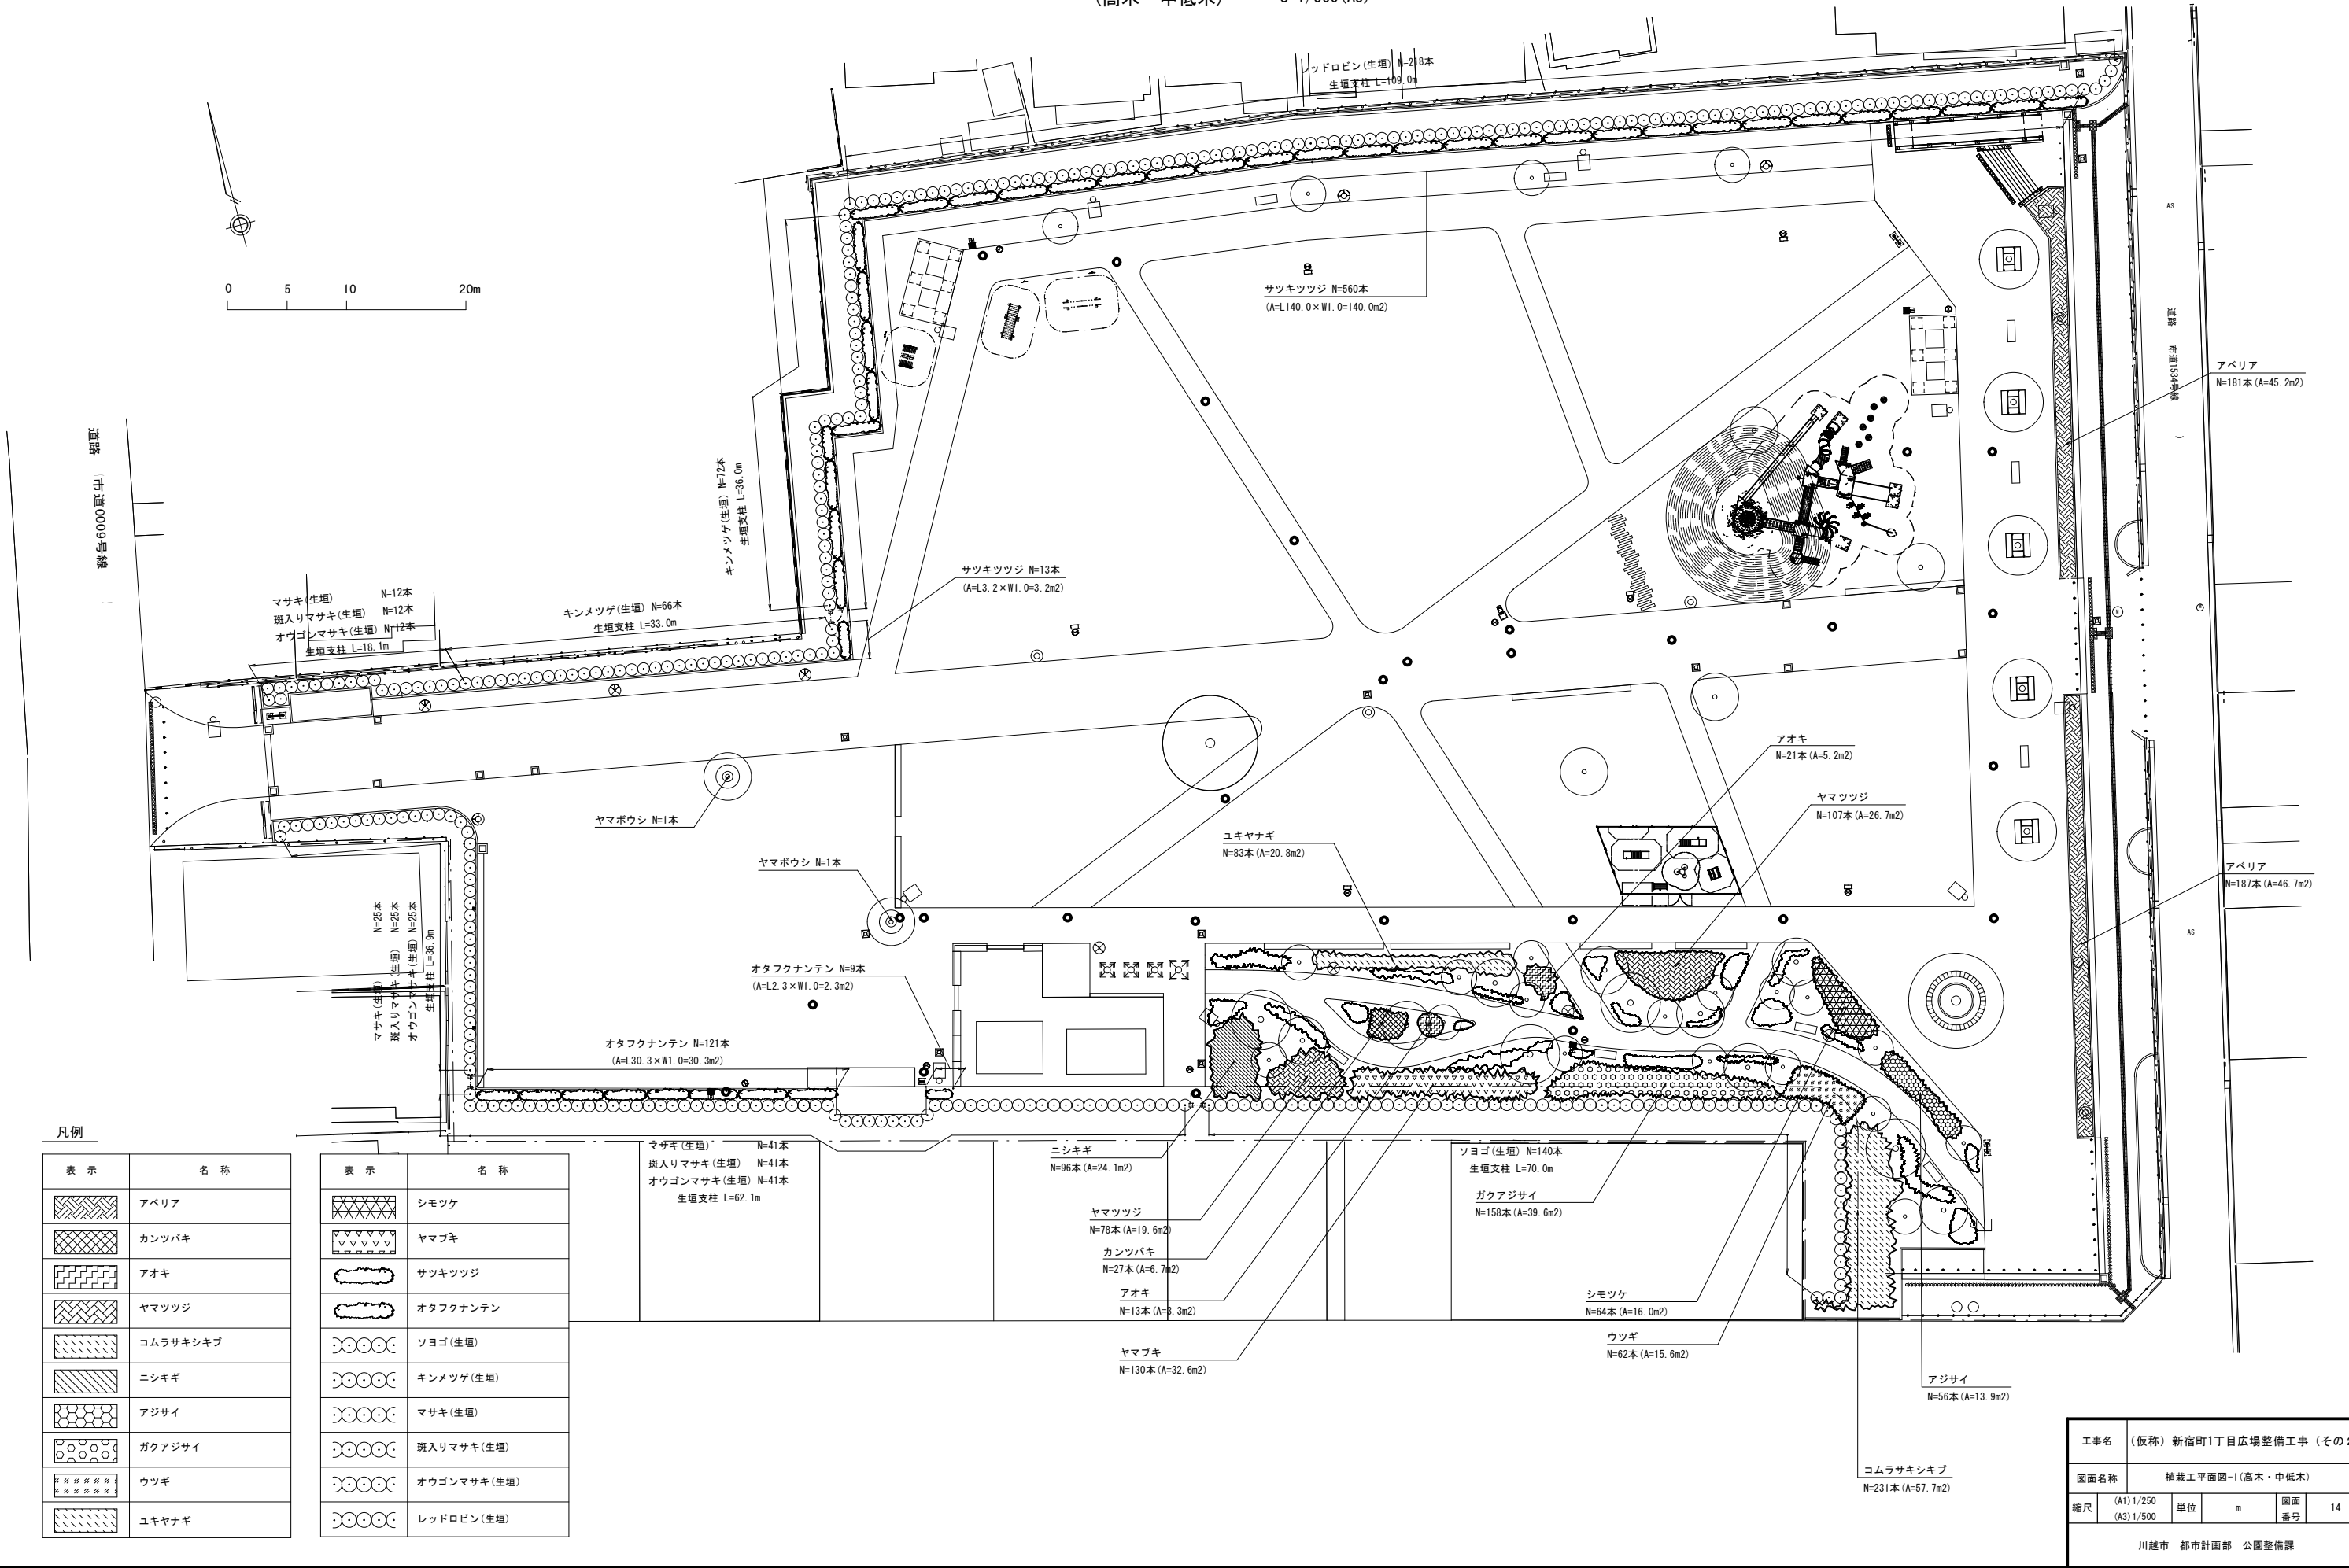 (高木・中低木)　S=1/500(A3)
レッドロビン(生垣) N=218本
生垣支柱 L=109.0m
0 5 10 20m
サツキツツジ N=560本
(A=L140.0×W1.0=140.0m2)
AS
道路 市道1534号線
アベリア
N=181本(A=45.2m2)
道路 市道0009号線
キンメツゲ(生垣) N=72本
生垣支柱 L=36.0m
サツキツツジ N=13本
(A=L3.2×W1.0=3.2m2)
マサキ(生垣) N=12本
斑入りマサキ(生垣) N=12本
オウゴンマサキ(生垣) N=12本
生垣支柱 L=18.1m
キンメツゲ(生垣) N=66本
生垣支柱 L=33.0m
アオキ
N=21本(A=5.2m2)
ヤマツツジ
N=107本(A=26.7m2)
ヤマボウシ N=1本
ユキヤナギ
N=83本(A=20.8m2)
ヤマボウシ N=1本
アベリア
N=187本(A=46.7m2)
AS
マサキ(生垣) N=25本
斑入りマサキ(生垣) N=25本
オウゴンマサキ(生垣) N=25本
生垣支柱 L=36.9m
オタフクナンテン N=9本
(A=L2.3×W1.0=2.3m2)
オタフクナンテン N=121本
(A=L30.3×W1.0=30.3m2)
マサキ(生垣) N=41本
斑入りマサキ(生垣) N=41本
オウゴンマサキ(生垣) N=41本
生垣支柱 L=62.1m
ニシキギ
N=96本(A=24.1m2)
ソヨゴ(生垣) N=140本
生垣支柱 L=70.0m
ガクアジサイ
N=158本(A=39.6m2)
ヤマツツジ
N=78本(A=19.6m2)
カンツバキ
N=27本(A=6.7m2)
アオキ
N=13本(A=3.3m2)
シモツケ
N=64本(A=16.0m2)
ウツギ
N=62本(A=15.6m2)
ヤマブキ
N=130本(A=32.6m2)
アジサイ
N=56本(A=13.9m2)
コムラサキシキブ
N=231本(A=57.7m2)
凡例
表 示 名 称
アベリア
カンツバキ
アオキ
ヤマツツジ
コムラサキシキブ
ニシキギ
アジサイ
ガクアジサイ
ウツギ
ユキヤナギ
表 示 名 称
シモツケ
ヤマブキ
サツキツツジ
オタフクナンテン
ソヨゴ(生垣)
キンメツゲ(生垣)
マサキ(生垣)
斑入りマサキ(生垣)
オウゴンマサキ(生垣)
レッドロビン(生垣)
工事名 (仮称)新宿町1丁目広場整備工事（その2
図面名称 植栽工平面図-1(高木・中低木)
縮尺 (A1)1/250 (A3)1/500 単位 m 図面番号 14
川越市 都市計画部 公園整備課